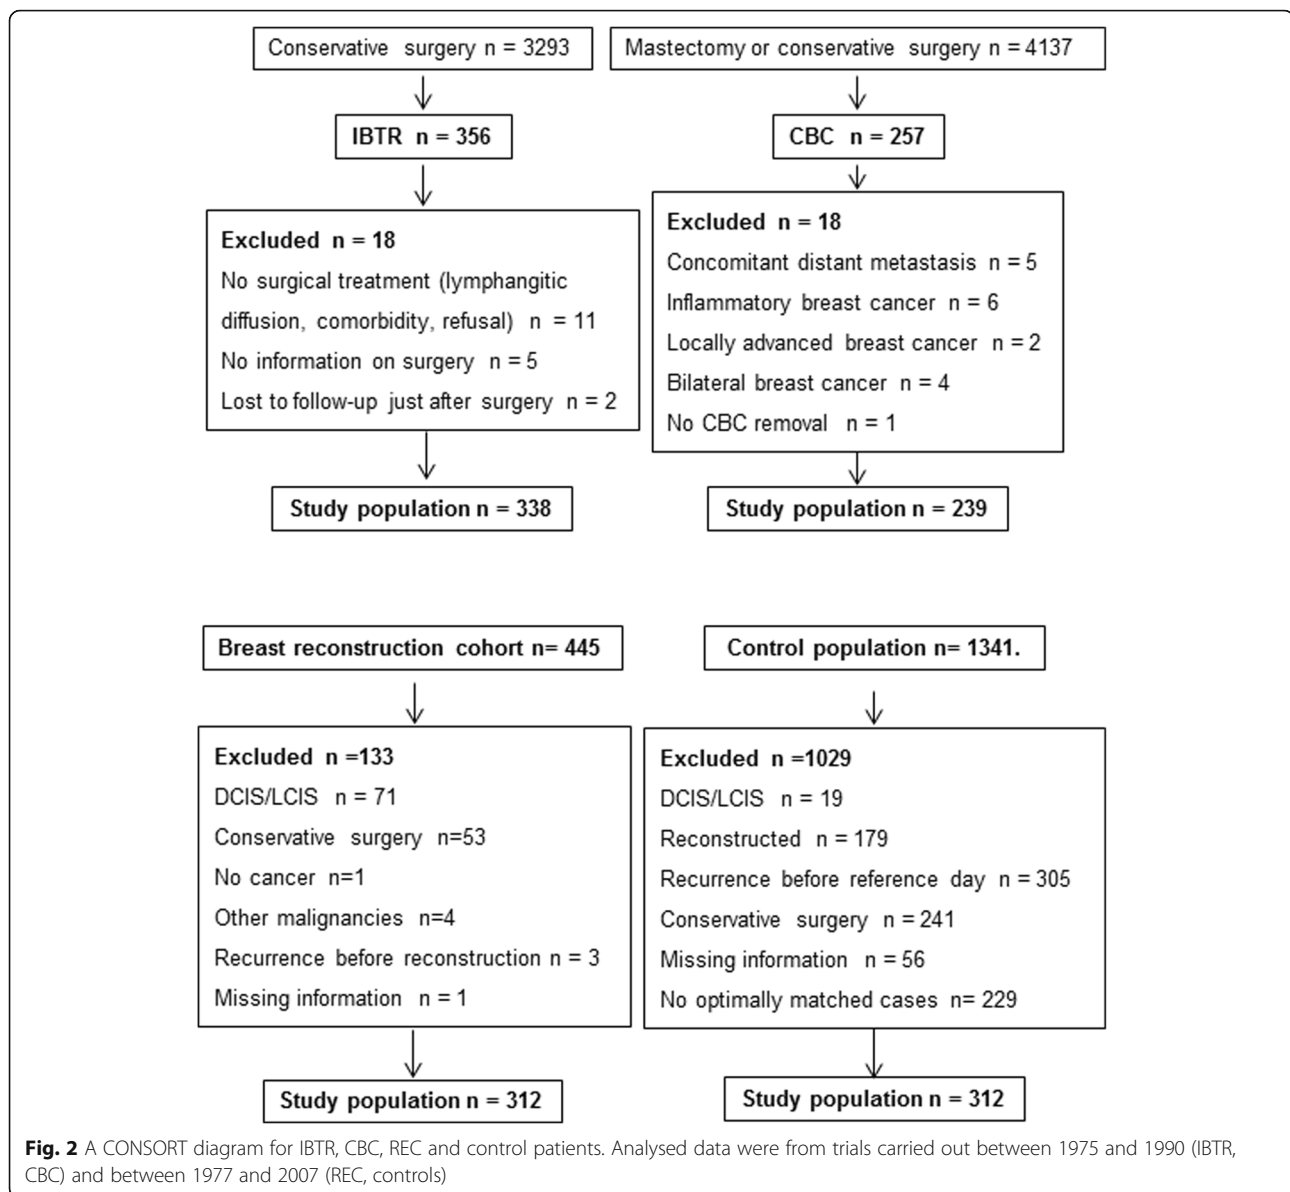 Conservative surgery n = 3293
IBTR n = 356
Excluded n = 18
No surgical treatment (lymphangitic
diffusion, comorbidity, refusal) n = 11
No information on surgery n = 5
Lost to follow-up just after surgery n = 2
Study population n = 338
Mastectomy or conservative surgery n = 4137
CBC n = 257
Excluded n = 18
Concomitant distant metastasis n = 5
Inflammatory breast cancer n = 6
Locally advanced breast cancer n = 2
Bilateral breast cancer n = 4
No CBC removal n = 1
Study population n = 239
Breast reconstruction cohort n= 445
Excluded n =133
DCIS/LCIS n = 71
Conservative surgery n=53
No cancer n=1
Other malignancies n=4
Recurrence before reconstruction n = 3
Missing information n = 1
Study population n = 312
Control population n= 1341.
Excluded n =1029
DCIS/LCIS n = 19
Reconstructed n = 179
Recurrence before reference day n = 305
Conservative surgery n = 241
Missing information n = 56
No optimally matched cases n= 229
Study population n = 312
Fig. 2 A CONSORT diagram for IBTR, CBC, REC and control patients. Analysed data were from trials carried out between 1975 and 1990 (IBTR,
CBC) and between 1977 and 2007 (REC, controls)